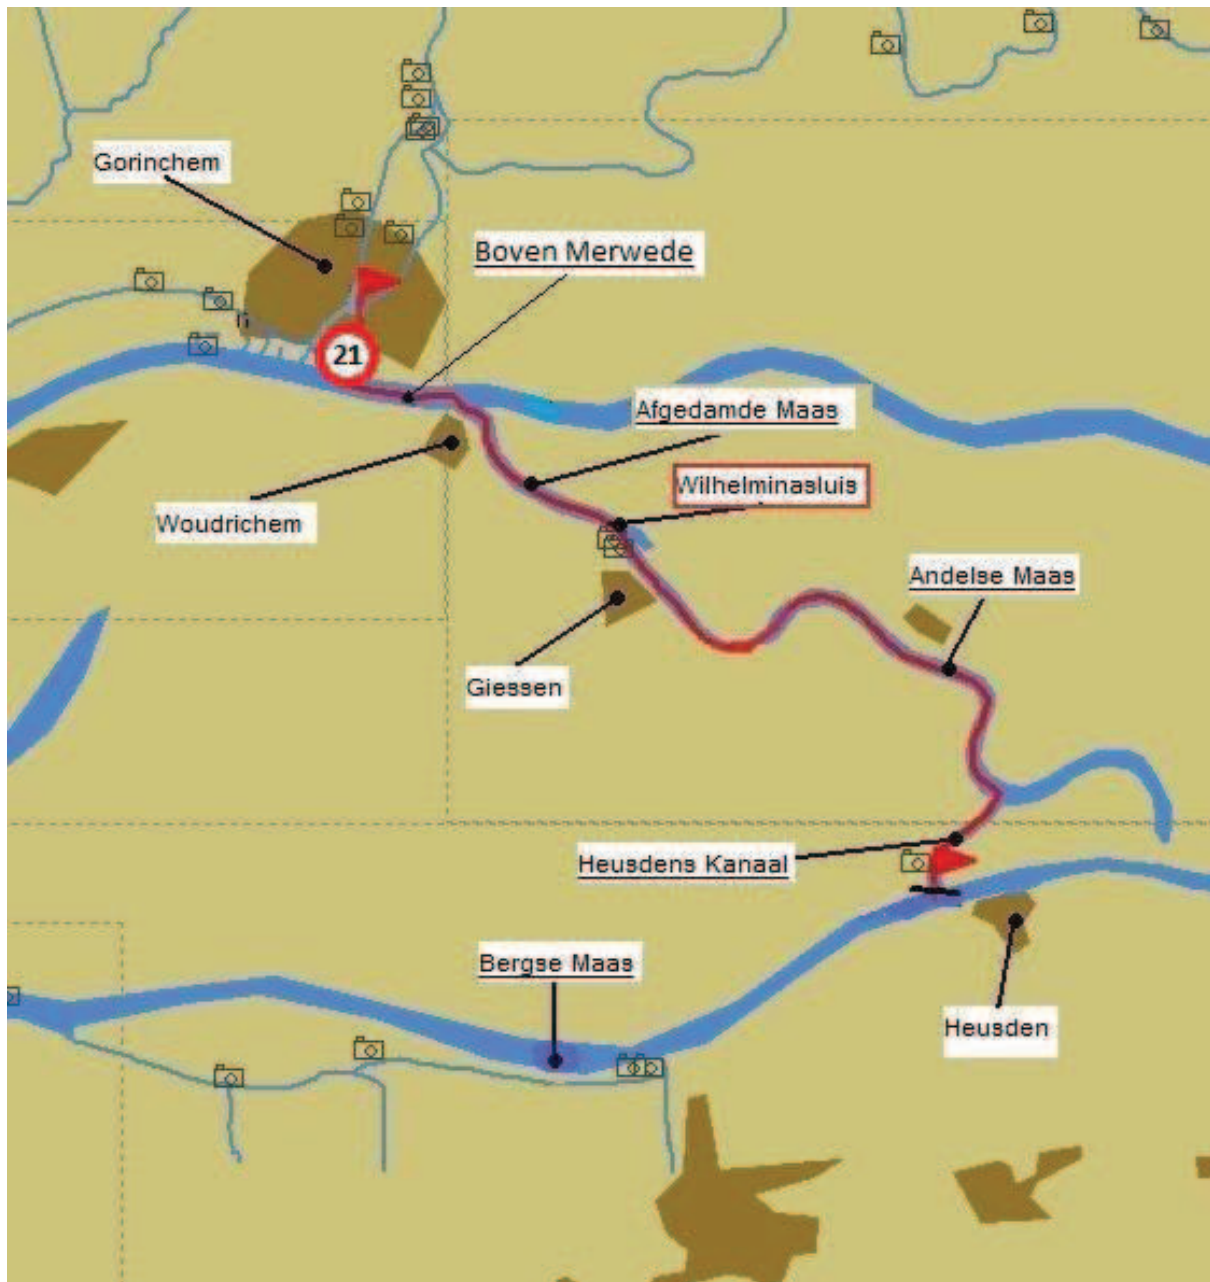 Gorinchem
Boven Merwede
21
Afgedamde Maas
Wilhelminasluis
Woudrichem
Andelse Maas
Giessen
Heusdens Kanaal
Bergse Maas
Heusden